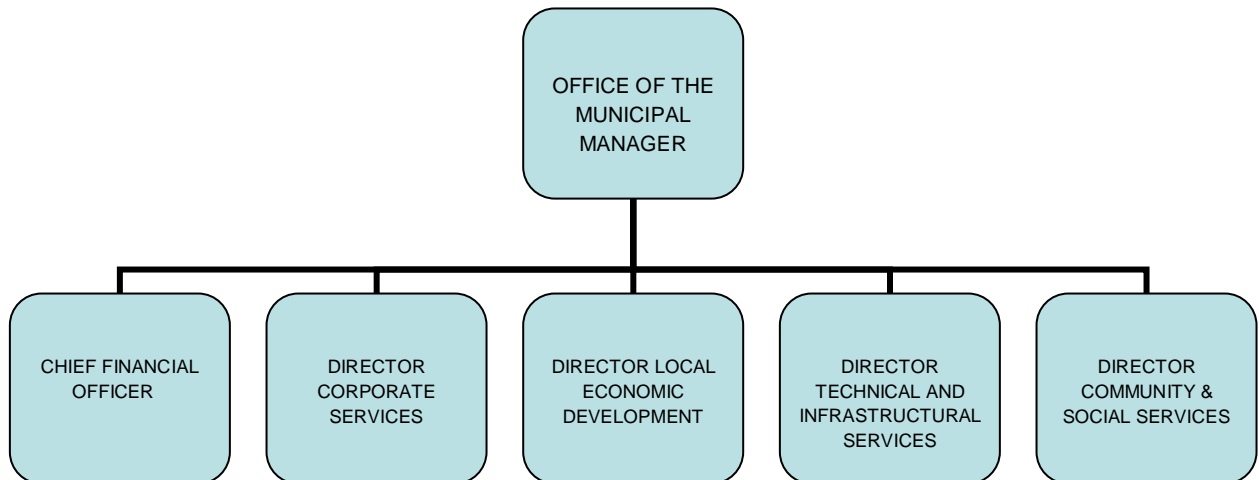 OFFICE OF THE
MUNICIPAL
MANAGER
CHIEF FINANCIAL
OFFICER
DIRECTOR
CORPORATE
SERVICES
DIRECTOR LOCAL
ECONOMIC
DEVELOPMENT
DIRECTOR
TECHNICAL AND
INFRASTRUCTURAL
SERVICES
DIRECTOR
COMMUNITY &
SOCIAL SERVICES